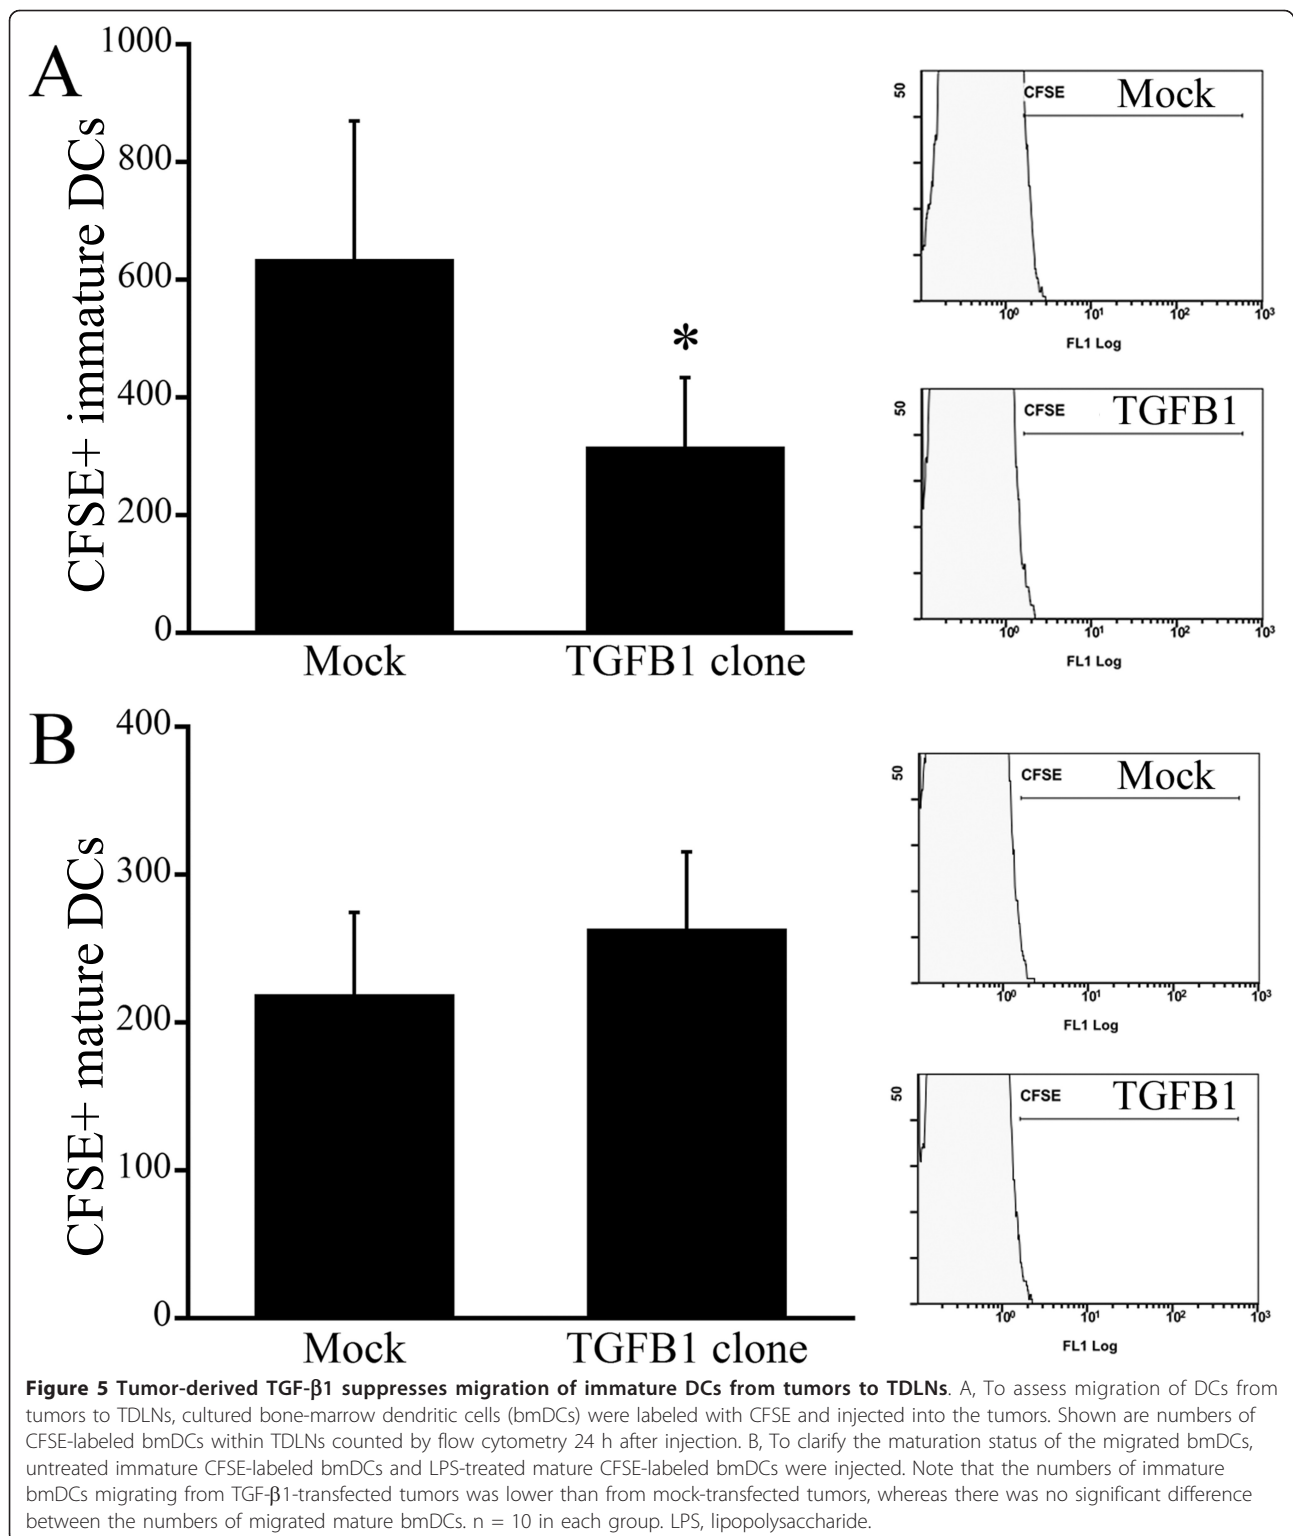 A
1000
800
600
400
200
0
CFSE+ immature DCs
*
Mock
TGFB1 clone
50
CFSE
Mock
10⁰ 10¹ 10² 10³
FL1 Log
50
CFSE
TGFB1
10⁰ 10¹ 10² 10³
FL1 Log
B
400
300
200
100
0
CFSE+ mature DCs
Mock
TGFB1 clone
50
CFSE
Mock
10⁰ 10¹ 10² 10³
FL1 Log
50
CFSE
TGFB1
10⁰ 10¹ 10² 10³
FL1 Log
Figure 5 Tumor-derived TGF-β1 suppresses migration of immature DCs from tumors to TDLNs. A, To assess migration of DCs from
tumors to TDLNs, cultured bone-marrow dendritic cells (bmDCs) were labeled with CFSE and injected into the tumors. Shown are numbers of
CFSE-labeled bmDCs within TDLNs counted by flow cytometry 24 h after injection. B, To clarify the maturation status of the migrated bmDCs,
untreated immature CFSE-labeled bmDCs and LPS-treated mature CFSE-labeled bmDCs were injected. Note that the numbers of immature
bmDCs migrating from TGF-β1-transfected tumors was lower than from mock-transfected tumors, whereas there was no significant difference
between the numbers of migrated mature bmDCs. n = 10 in each group. LPS, lipopolysaccharide.